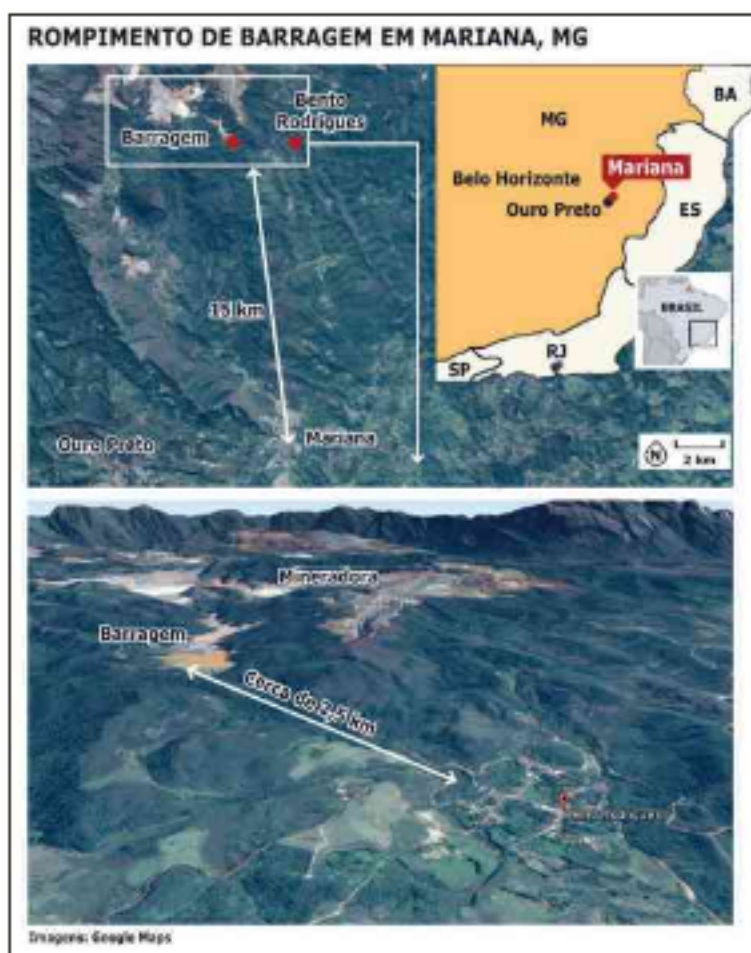 ROMPIMENTO DE BARRAGEM EM MARIANA, MG
Bento
Rodrigues
Barragem
15 km
Ouro Preto
Mariana
BA
MG
Mariana
Belo Horizonte
Ouro Preto
ES
BRASIL
RJ
SP
N
2 km
Mineradora
Barragem
Cerca de 2,5 km
Imagens: Google Maps